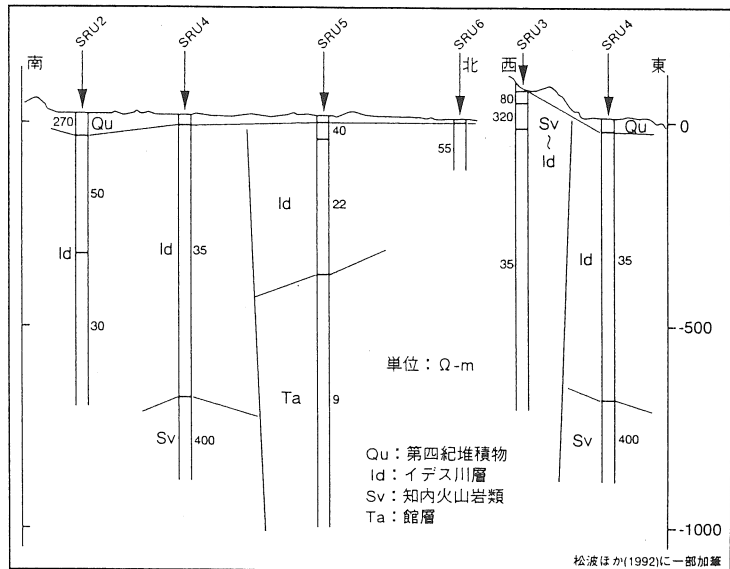 SRU2
SRU4
SRU5
SRU6
SRU3
SRU4
南
北
西
東
270
Qu
50
Id
30
Id
35
Sv
400
40
Id
22
Ta
9
55
80
320
Sv
~
Id
35
Qu
Id
35
Sv
400
0
-500
-1000
単位：Ω-m
Qu：第四紀堆積物
Id：イデス川層
Sv：知内火山岩類
Ta：館層
松波ほか(1992)に一部加筆